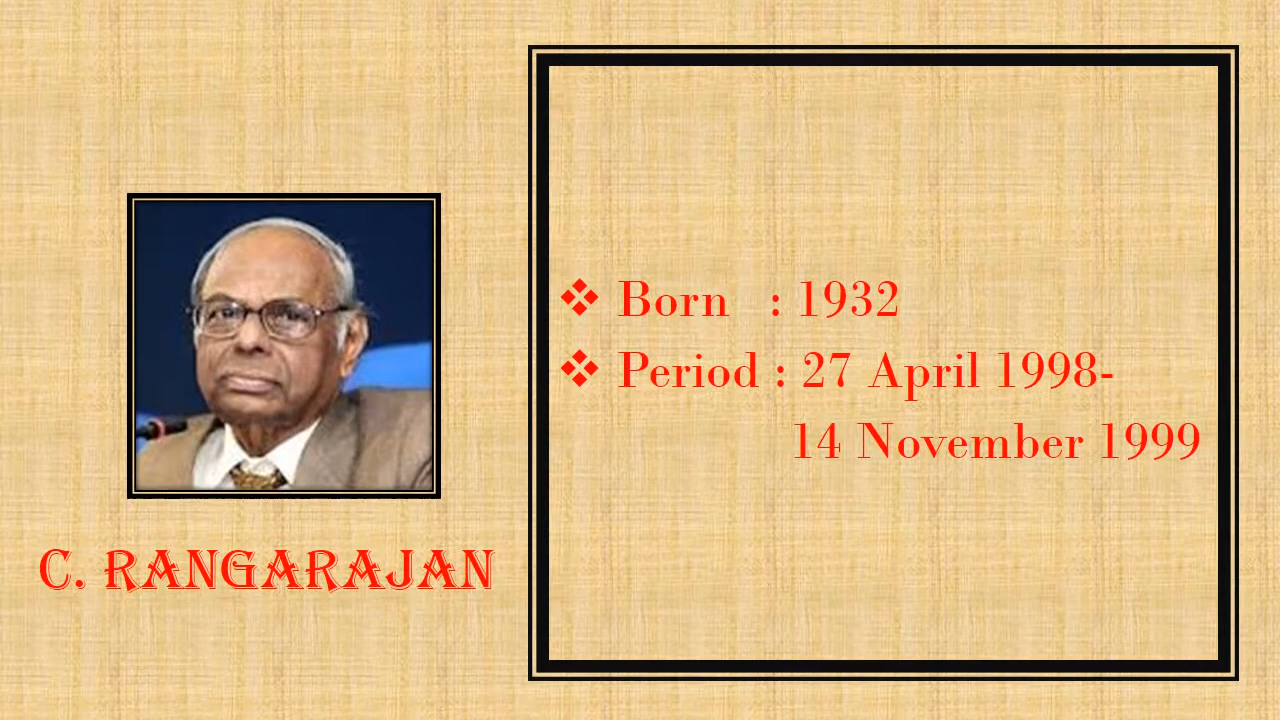 ❖ Born : 1932
❖ Period : 27 April 1998-
14 November 1999
C. RANGARAJAN